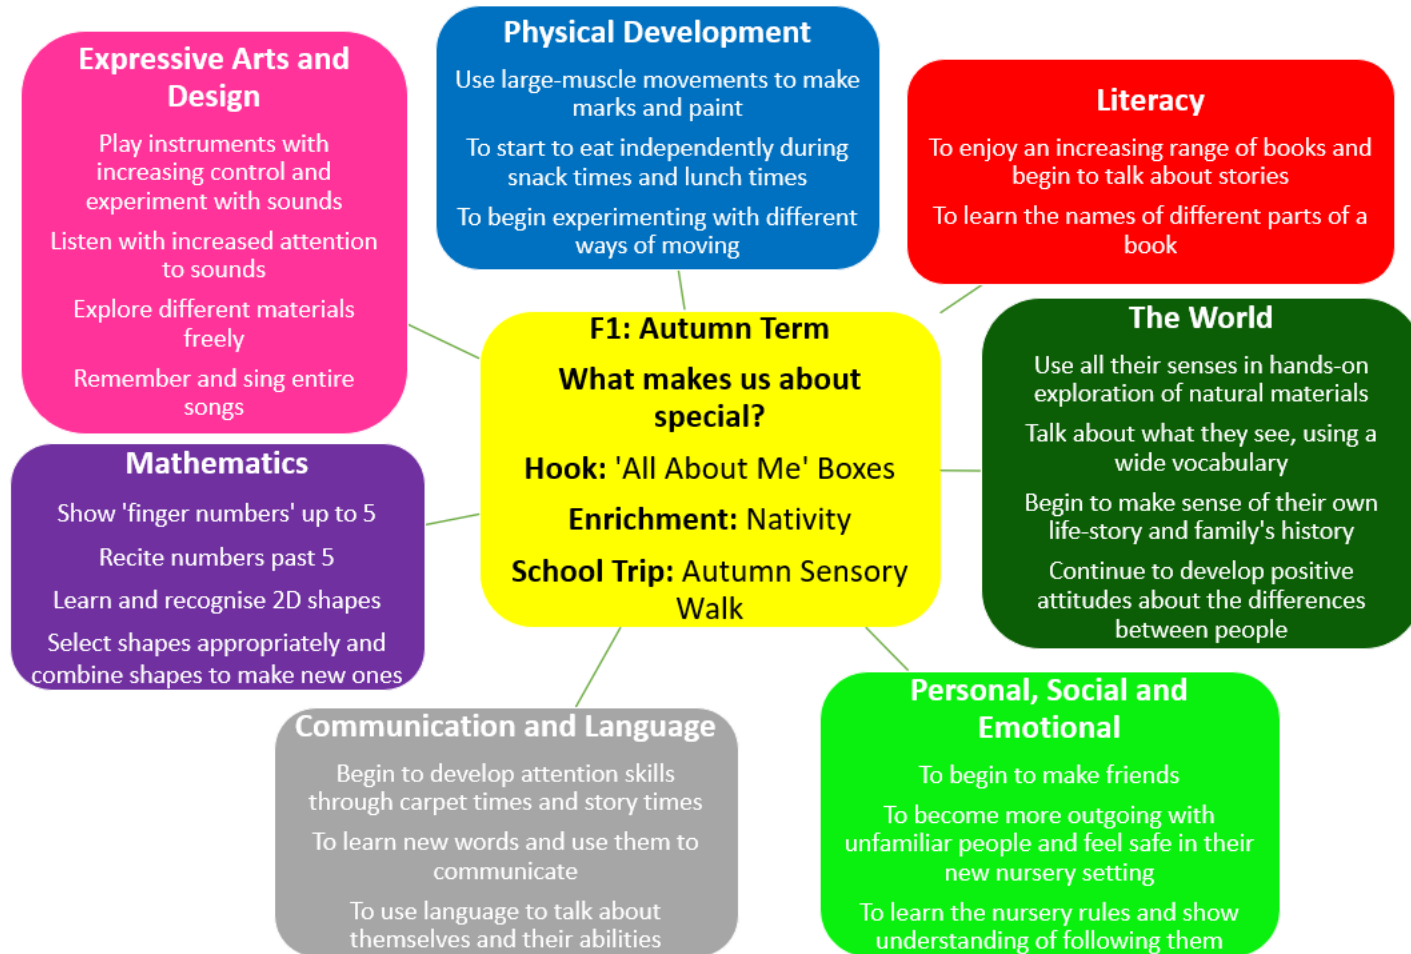 Expressive Arts and
Design
Play instruments with
increasing control and
experiment with sounds
Listen with increased attention
to sounds
Explore different materials
freely
Remember and sing entire
songs
Physical Development
Use large-muscle movements to make
marks and paint
To start to eat independently during
snack times and lunch times
To begin experimenting with different
ways of moving
Literacy
To enjoy an increasing range of books and
begin to talk about stories
To learn the names of different parts of a
book
F1: Autumn Term
What makes us about
special?
Hook: 'All About Me' Boxes
Enrichment: Nativity
School Trip: Autumn Sensory
Walk
The World
Use all their senses in hands-on
exploration of natural materials
Talk about what they see, using a
wide vocabulary
Begin to make sense of their own
life-story and family's history
Continue to develop positive
attitudes about the differences
between people
Mathematics
Show 'finger numbers' up to 5
Recite numbers past 5
Learn and recognise 2D shapes
Select shapes appropriately and
combine shapes to make new ones
Communication and Language
Begin to develop attention skills
through carpet times and story times
To learn new words and use them to
communicate
To use language to talk about
themselves and their abilities
Personal, Social and
Emotional
To begin to make friends
To become more outgoing with
unfamiliar people and feel safe in their
new nursery setting
To learn the nursery rules and show
understanding of following them